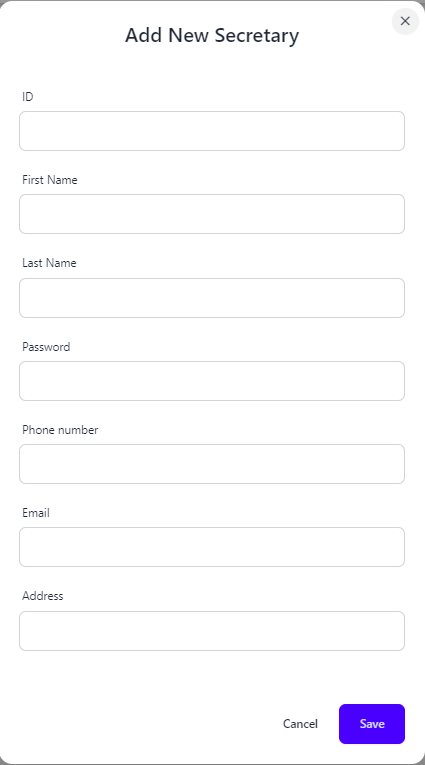 Add New Secretary
ID
First Name
Last Name
Password
Phone number
Email
Address
Cancel Save